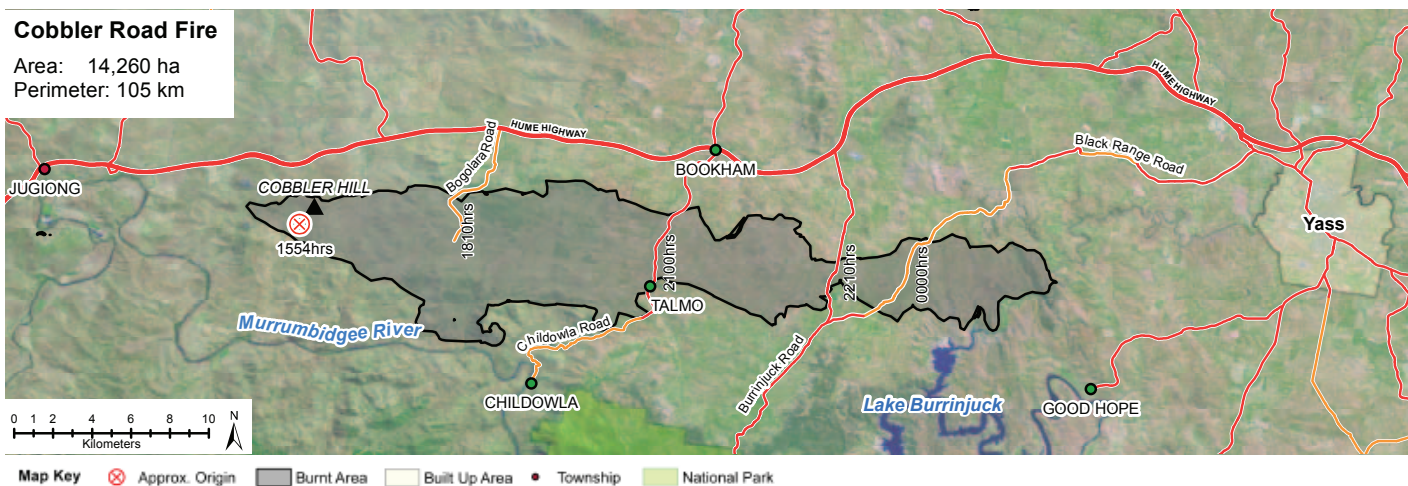 Cobbler Road Fire
Area: 14,260 ha
Perimeter: 105 km
HUME HIGHWAY
HUME HIGHWAY
Bogolara Road
BOOKHAM
Black Range Road
JUGIONG
COBBLER HILL
1554hrs
1810hrs
2100hrs
2210hrs
0000hrs
Yass
TALMO
Murrumbidgee River
Childowla Road
CHILDOWLA
Burrinjuck Road
Lake Burrinjuck
GOOD HOPE
0 1 2 4 6 8 10
Kilometers
N
Map Key Approx. Origin Burnt Area Built Up Area Township National Park